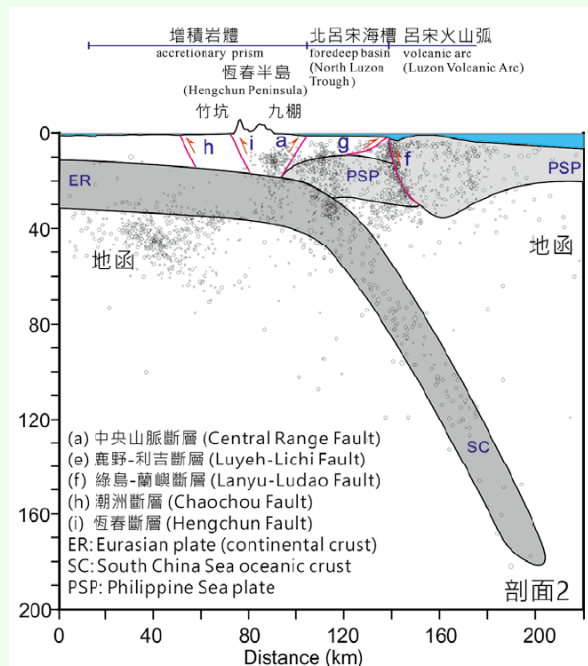 增積岩體
accretionary prism
北呂宋海槽
foredeep basin
(North Luzon
Trough)
呂宋火山弧
volcanic arc
(Luzon Volcanic Arc)
恆春半島
(Hengchun Peninsula)
竹坑
九棚
0
40
80
120
160
200
h
i
a
g
f
ER
PSP
PSP
地函
地函
SC
(a) 中央山脈斷層 (Central Range Fault)
(e) 鹿野-利吉斷層 (Luyeh-Lichi Fault)
(f) 綠島-蘭嶼斷層 (Lanyu-Ludao Fault)
(h) 潮洲斷層 (Chaochou Fault)
(i) 恆春斷層 (Hengchun Fault)
ER: Eurasian plate (continental crust)
SC: South China Sea oceanic crust
PSP: Philippine Sea plate
剖面2
0
40
80
120
160
200
Distance (km)